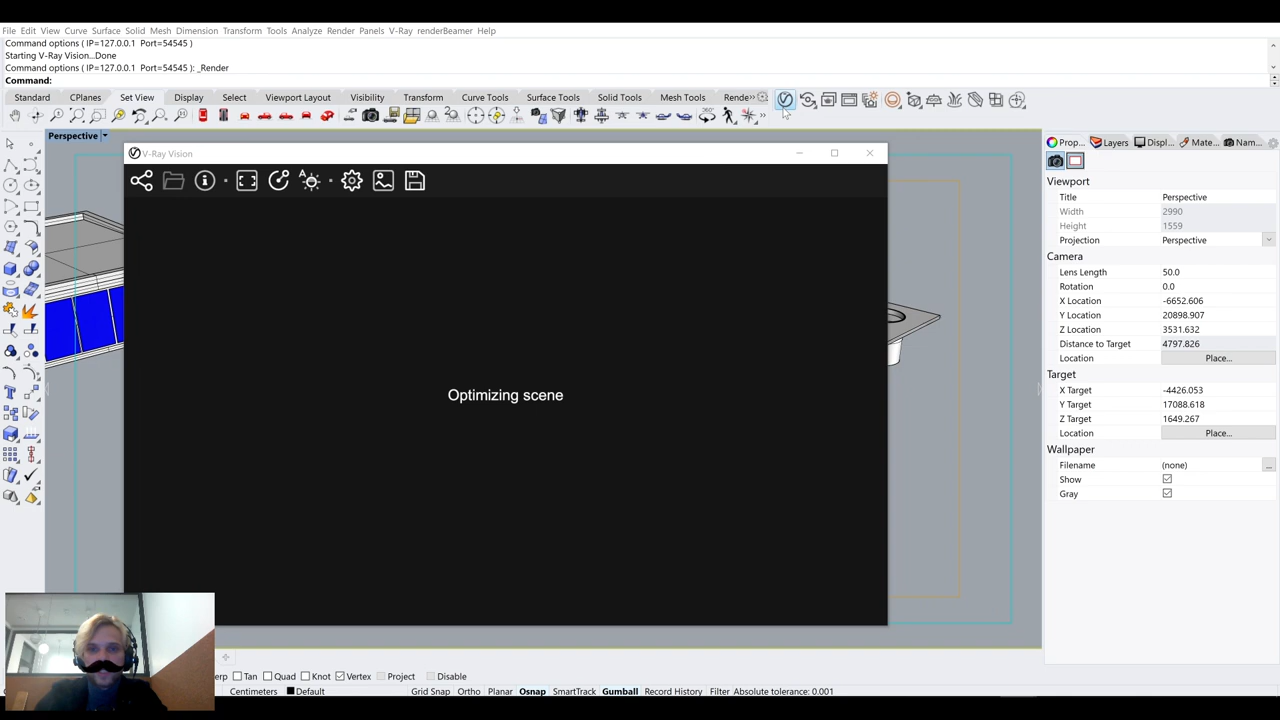 File Edit View Curve Surface Solid Mesh Dimension Transform Tools Analyze Render Panels V-Ray renderBeamer Help
Command options ( IP=127.0.0.1 Port=54545 )
Starting V-Ray Vision...Done
Command options ( IP=127.0.0.1 Port=54545 ): _Render
Command:
Standard CPlanes Set View Display Select Viewport Layout Visibility Transform Curve Tools Surface Tools Solid Tools Mesh Tools Rende
Perspective
V-Ray Vision
Optimizing scene
Prop... Layers Displ... Mate... Nam...
Viewport
Title Perspective
Width 2990
Height 1559
Projection Perspective
Camera
Lens Length 50.0
Rotation 0.0
X Location -6652.606
Y Location 20898.907
Z Location 3531.632
Distance to Target 4797.826
Location Place...
Target
X Target -4426.053
Y Target 17088.618
Z Target 1649.267
Location Place...
Wallpaper
Filename (none) ...
Show
Gray
erp Tan Quad Knot Vertex Project Disable
Centimeters Default Grid Snap Ortho Planar Osnap SmartTrack Gumball Record History Filter Absolute tolerance: 0.001